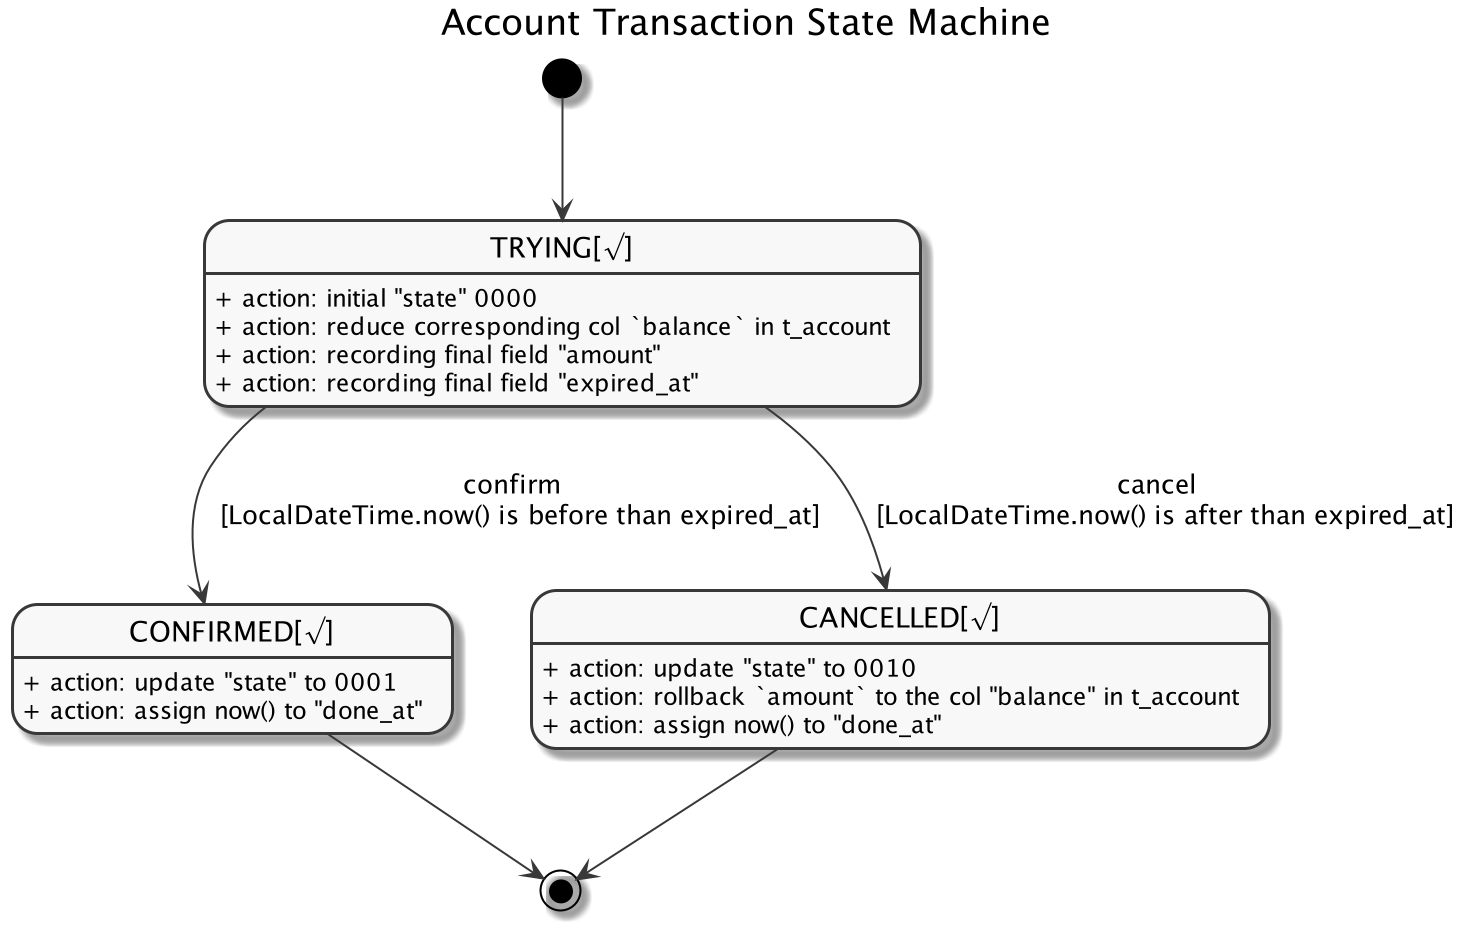 Account Transaction State Machine
TRYING[√]
+ action: initial "state" 0000
+ action: reduce corresponding col `balance` in t_account
+ action: recording final field "amount"
+ action: recording final field "expired_at"
confirm
[LocalDateTime.now() is before than expired_at]
cancel
[LocalDateTime.now() is after than expired_at]
CONFIRMED[√]
+ action: update "state" to 0001
+ action: assign now() to "done_at"
CANCELLED[√]
+ action: update "state" to 0010
+ action: rollback `amount` to the col "balance" in t_account
+ action: assign now() to "done_at"